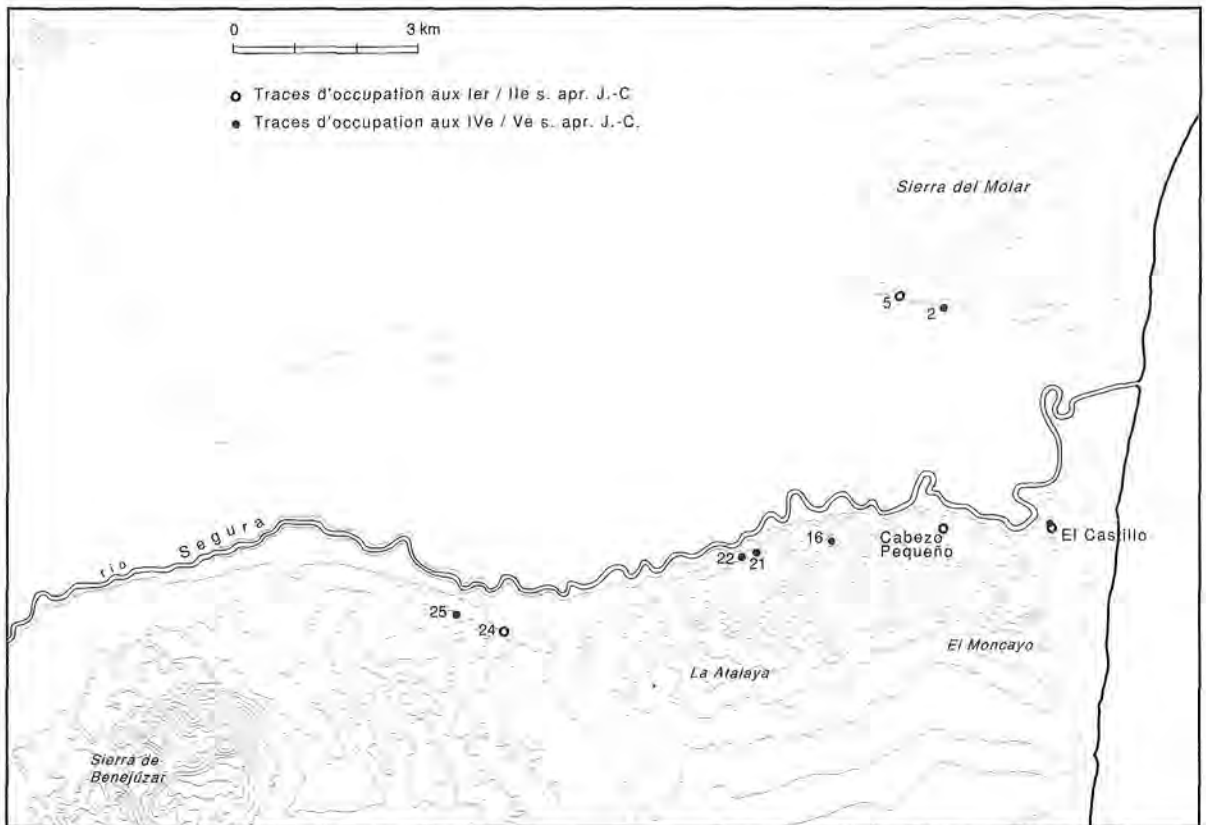 0 3 km
Traces d'occupation aux Ier / IIe s. apr. J.-C
Traces d'occupation aux IVe / Ve s. apr. J.-C.
Sierra del Molar
5
2
río Segura
22
21
16
Cabezo
Pequeño
El Castillo
25
24
La Atalaya
El Moncayo
Sierra de
Benejúzar